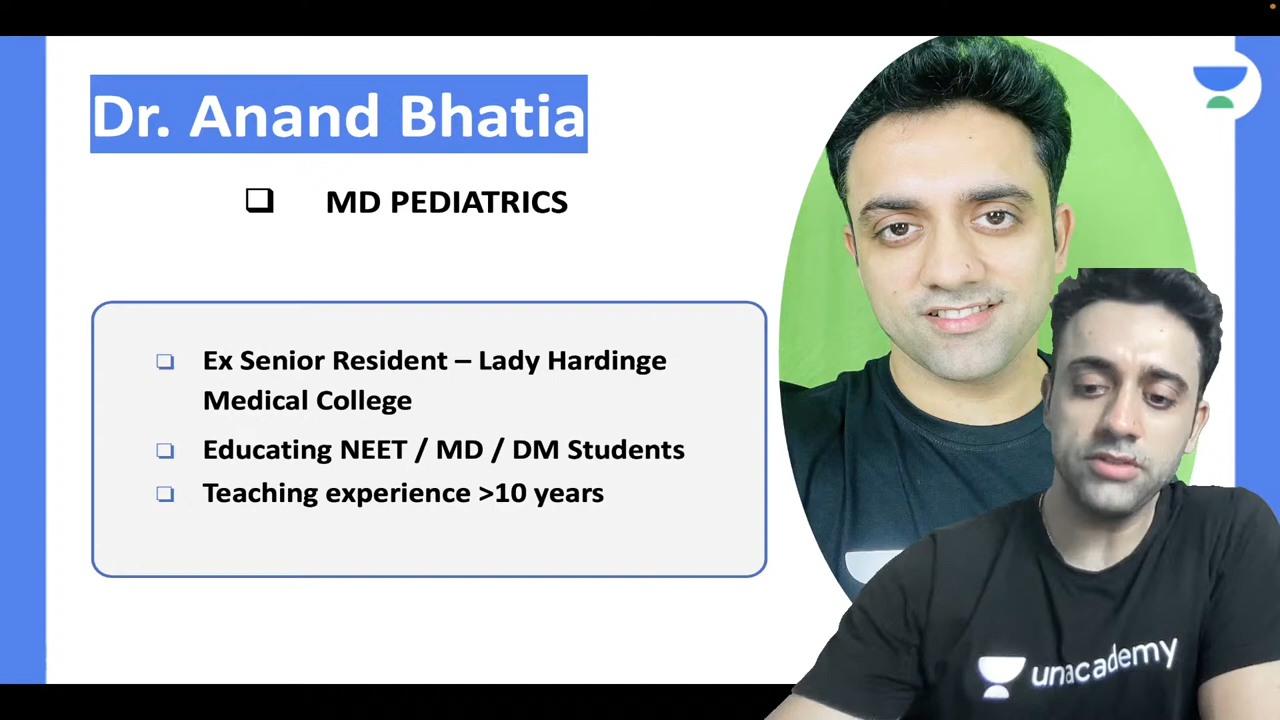 Dr. Anand Bhatia
MD PEDIATRICS
Ex Senior Resident – Lady Hardinge
Medical College
Educating NEET / MD / DM Students
Teaching experience >10 years
unacademy